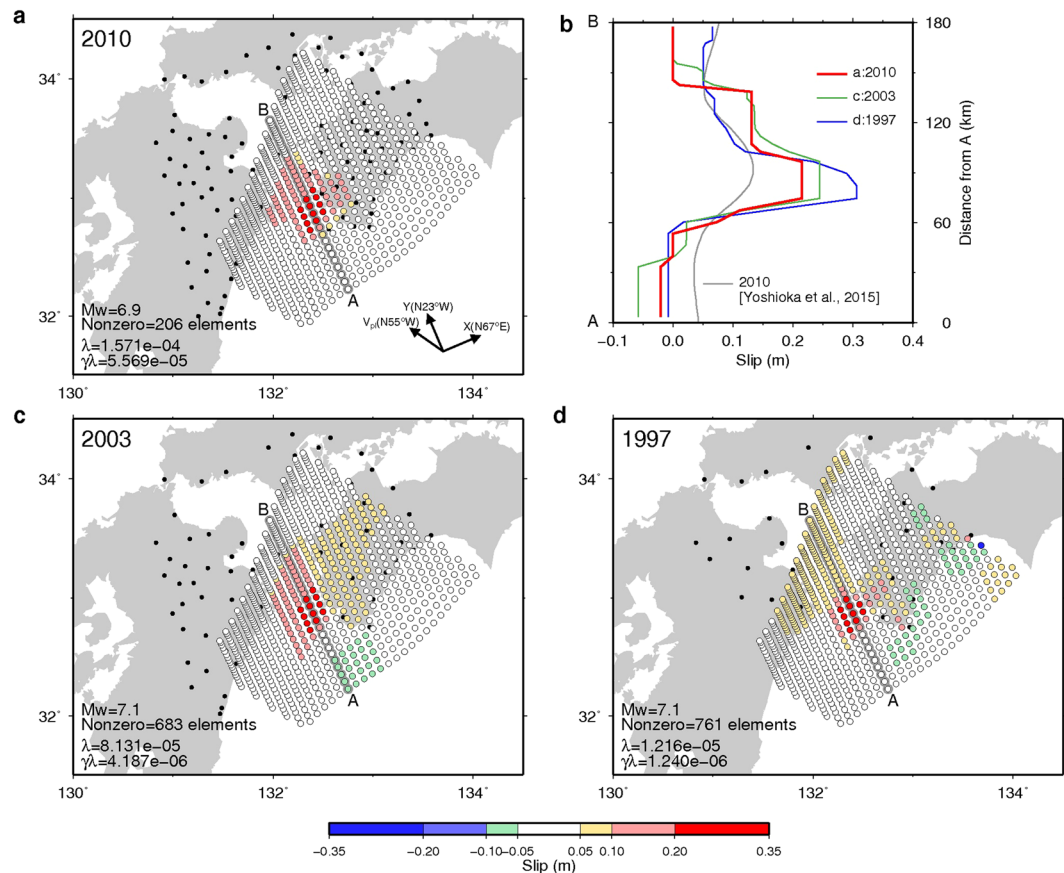 a
2010
34°
32°
130°
132°
134°
B
A
Mw=6.9
Nonzero=206 elements
λ=1.571e−04
γλ=5.569e−05
Y(N23°W)
Vpl(N55°W)
X(N67°E)
b
B
A
a:2010
c:2003
d:1997
2010
[Yoshioka et al., 2015]
180
120
60
0
Distance from A (km)
−0.1
0.0
0.1
0.2
0.3
0.4
Slip (m)
c
2003
34°
32°
130°
132°
134°
B
A
Mw=7.1
Nonzero=683 elements
λ=8.131e−05
γλ=4.187e−06
d
1997
34°
32°
130°
132°
134°
B
A
Mw=7.1
Nonzero=761 elements
λ=1.216e−05
γλ=1.240e−06
−0.35
−0.20
−0.10
−0.05
0.05
0.10
0.20
0.35
Slip (m)